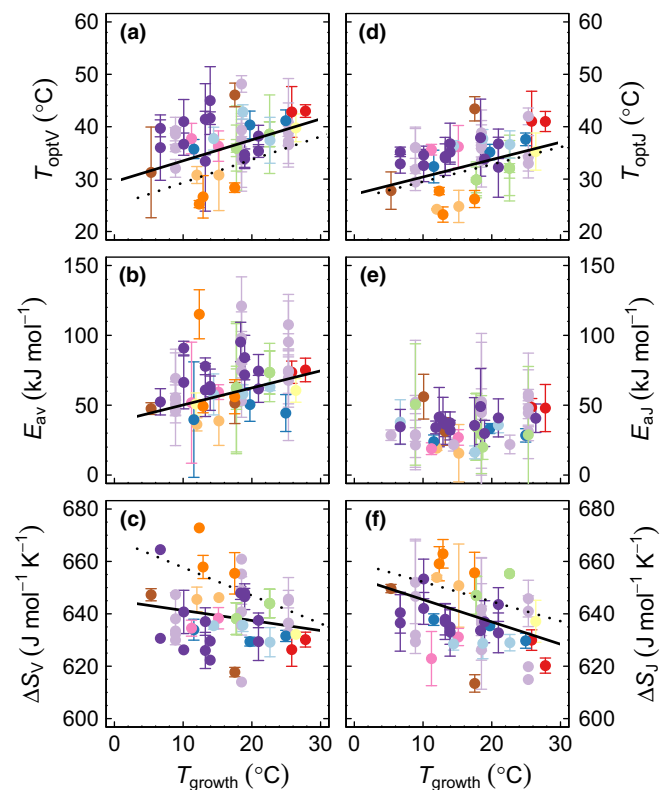 (a)
60
50
40
30
20
T_optV (°C)
(d)
60
50
40
30
20
T_optJ (°C)
(b)
150
100
50
0
E_av (kJ mol⁻¹)
(e)
150
100
50
0
E_aJ (kJ mol⁻¹)
(c)
680
660
640
620
600
ΔS_V (J mol⁻¹ K⁻¹)
(f)
680
660
640
620
600
ΔS_J (J mol⁻¹ K⁻¹)
0 10 20 30
T_growth (°C)
0 10 20 30
T_growth (°C)